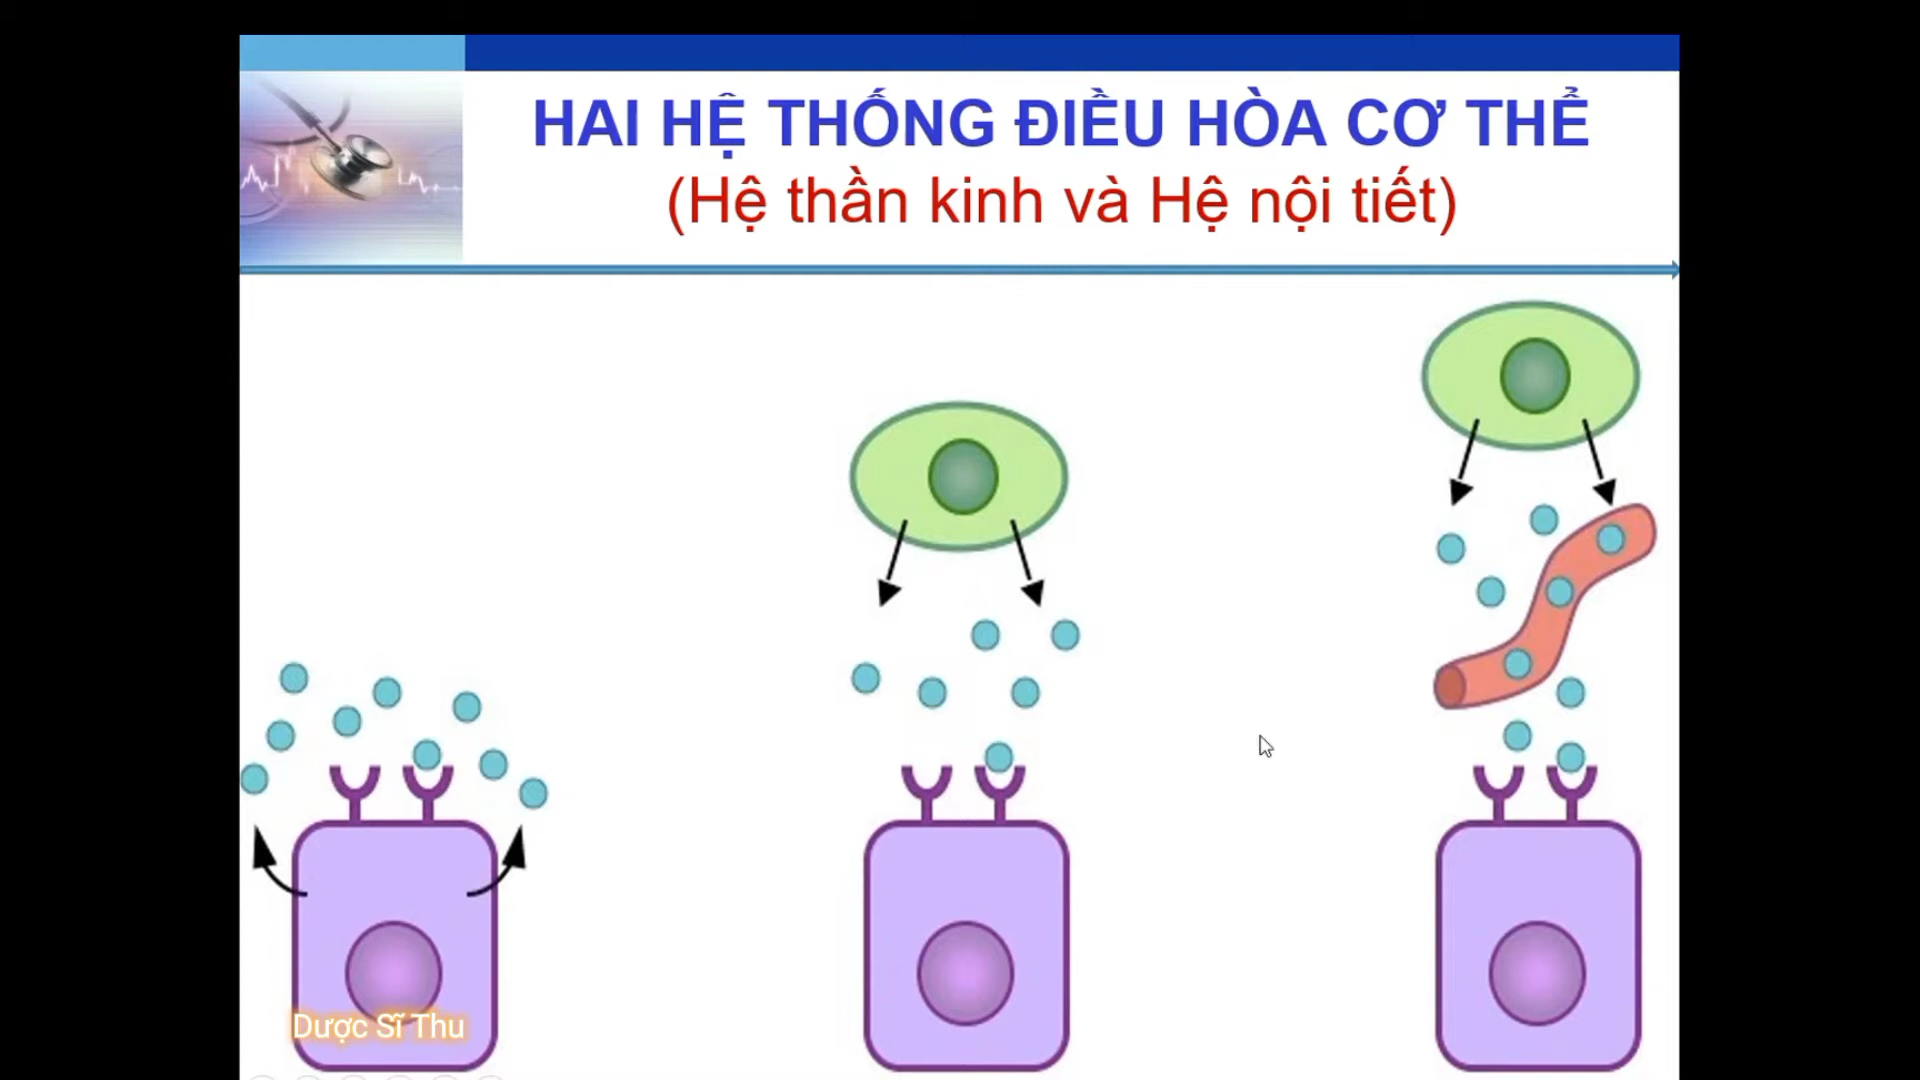 HAI HỆ THỐNG ĐIỀU HÒA CƠ THỂ
(Hệ thần kinh và Hệ nội tiết)
Dược Sĩ Thu